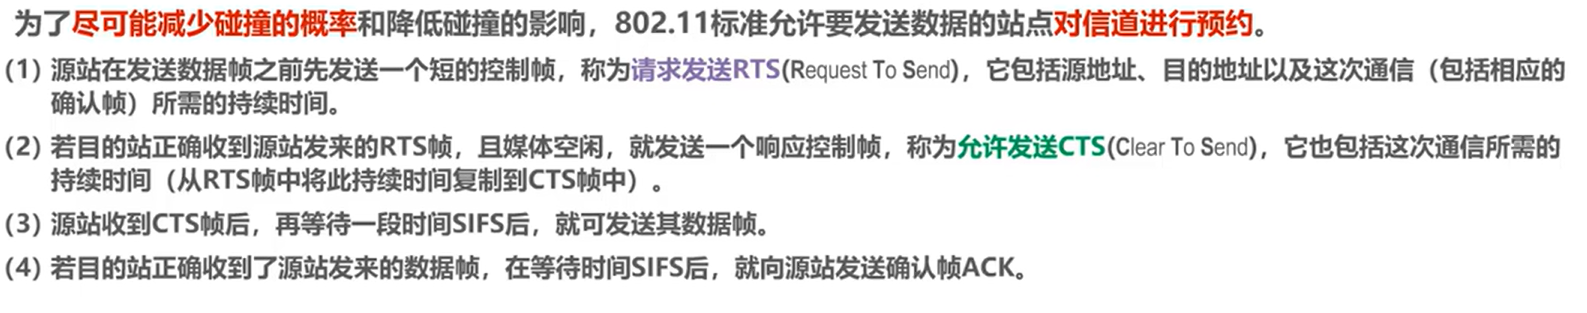 为了尽可能减少碰撞的概率和降低碰撞的影响，802.11标准允许要发送数据的站点对信道进行预约。
(1) 源站在发送数据帧之前先发送一个短的控制帧，称为请求发送RTS(Request To Send)，它包括源地址、目的地址以及这次通信（包括相应的
确认帧）所需的持续时间。
(2) 若目的站正确收到源站发来的RTS帧，且媒体空闲，就发送一个响应控制帧，称为允许发送CTS(Clear To Send)，它也包括这次通信所需的
持续时间（从RTS帧中将此持续时间复制到CTS帧中）。
(3) 源站收到CTS帧后，再等待一段时间SIFS后，就可发送其数据帧。
(4) 若目的站正确收到了源站发来的数据帧，在等待时间SIFS后，就向源站发送确认帧ACK。